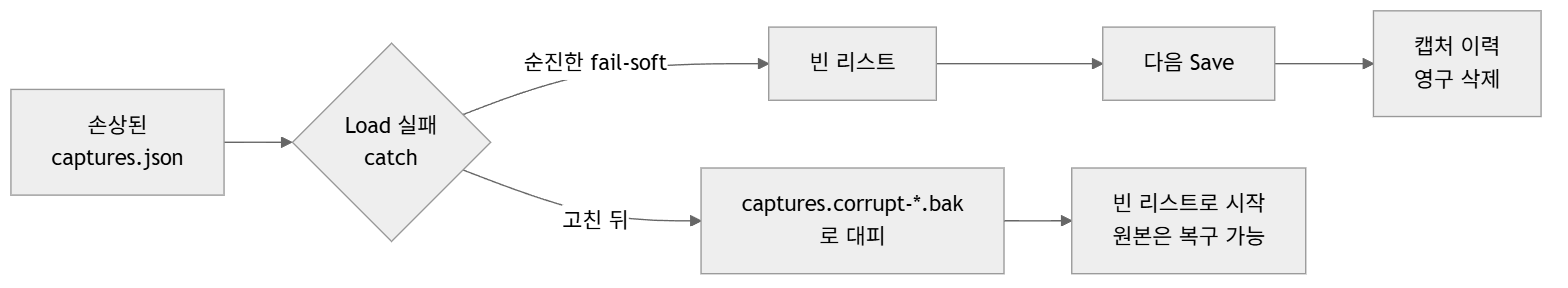 손상된
captures.json
Load 실패
catch
순진한 fail-soft
빈 리스트
다음 Save
캡처 이력
영구 삭제
고친 뒤
captures.corrupt-*.bak
로 대피
빈 리스트로 시작
원본은 복구 가능